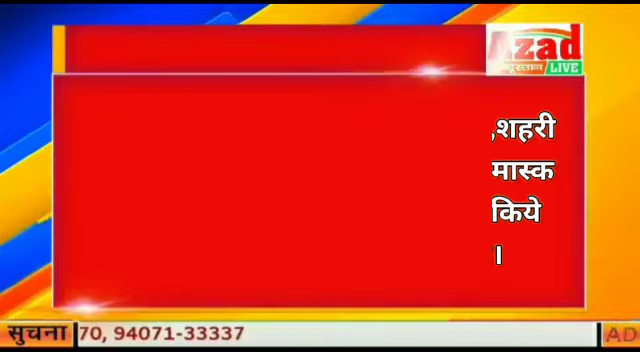 Azad
LIVE
,शहरी
मास्क
किये
।
सुचना 70, 94071-33337 AD